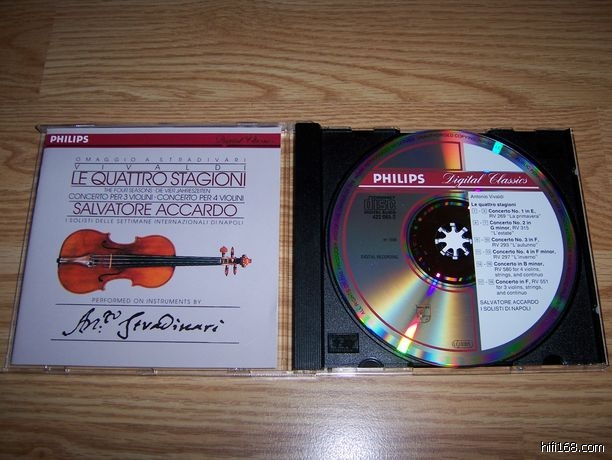 PHILIPS
Digital Classics
OMAGGIO A STRADIVARI
VIVALDI
LE QUATTRO STAGIONI
THE FOUR SEASONS · DIE VIER JAHRESZEITEN
CONCERTO PER 3 VIOLINI · CONCERTO PER 4 VIOLINI
SALVATORE ACCARDO
I SOLISTI DELLE SETTIMANE INTERNAZIONALI DI NAPOLI
PERFORMED ON INSTRUMENTS BY
Ant.o Stradivari
PHILIPS
Digital Classics
COMPACT
disc
DIGITAL AUDIO
DIGITAL RECORDING
Antonio Vivaldi
Le quattro stagioni
Concerto No. 1 in E,
RV 269 "La primavera"
Concerto No. 2 in
G minor, RV 315
"L'estate"
Concerto No. 3 in F,
RV 293 "L'autunno"
Concerto No. 4 in F minor,
RV 297 "L'inverno"
Concerto in B minor,
RV 580 for 4 violins,
strings, and continuo
Concerto in F, RV 551
for 3 violins, strings,
and continuo
SALVATORE ACCARDO
I SOLISTI DI NAPOLI
hifi168.com